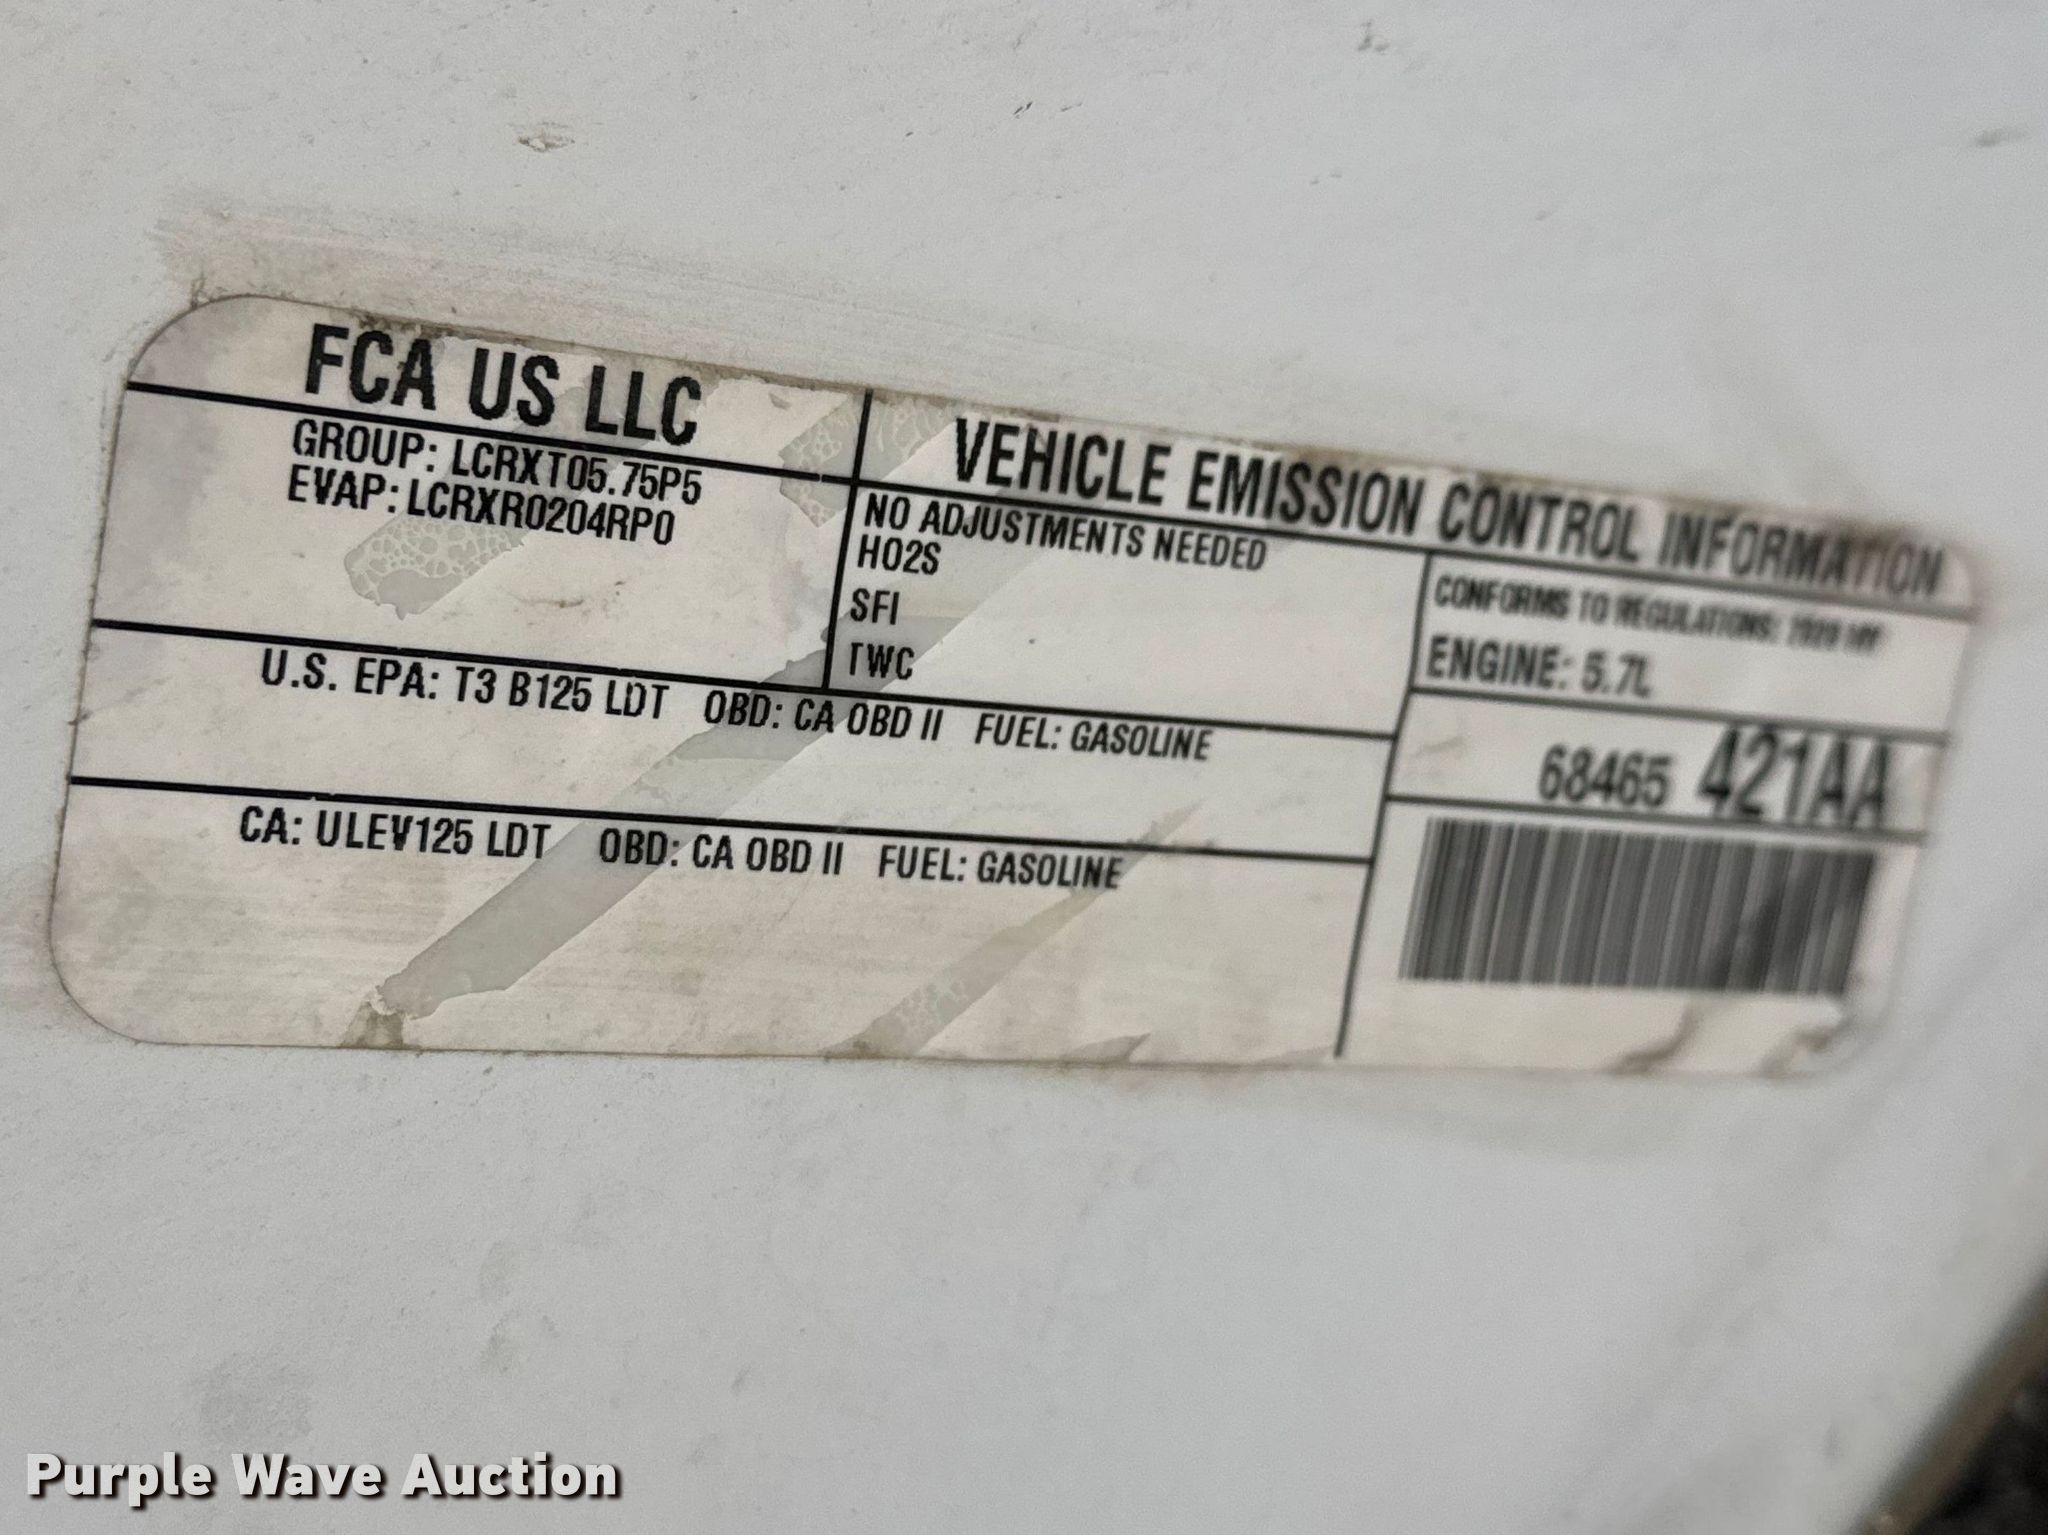 FCA US LLC
VEHICLE EMISSION CONTROL INFORMATION
GROUP: LCRXT05.75P5
EVAP: LCRXR0204RP0
NO ADJUSTMENTS NEEDED
HO2S
SFI
TWC
CONFORMS TO REGULATIONS: 2020 MY
ENGINE: 5.7L
U.S. EPA: T3 B125 LDT OBD: CA OBD II FUEL: GASOLINE
68465 421AA
CA: ULEV125 LDT OBD: CA OBD II FUEL: GASOLINE
Purple Wave Auction